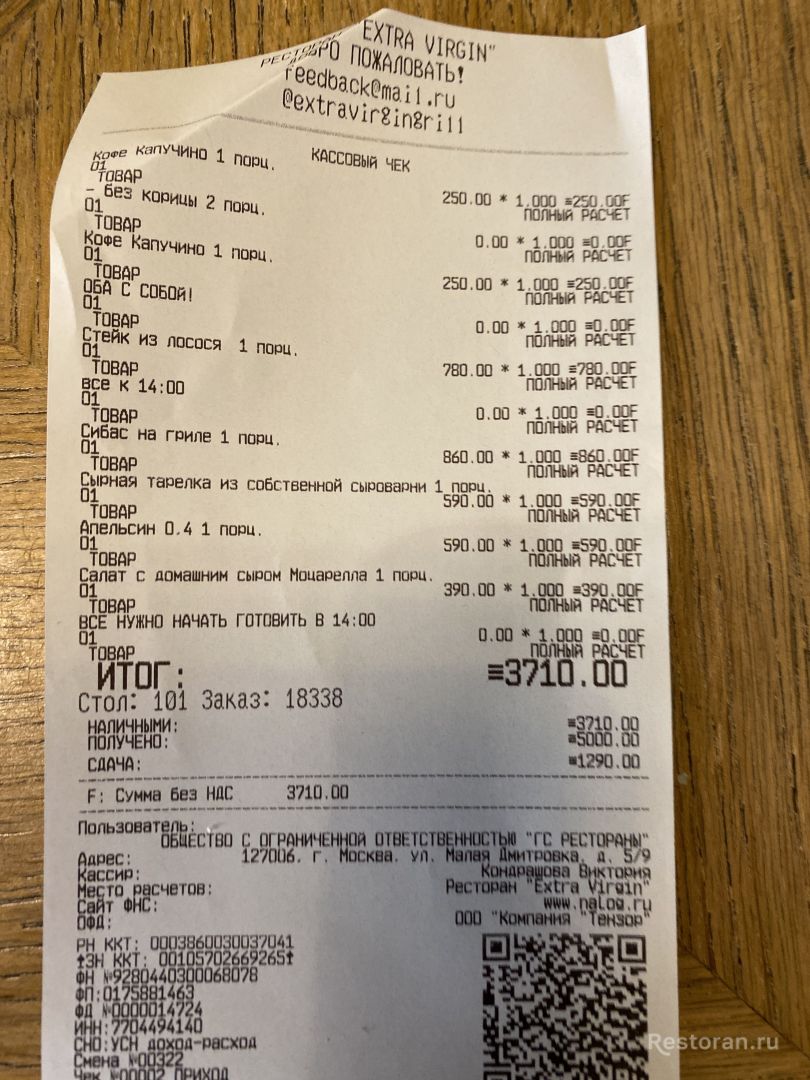 РЕСТОРАН EXTRA VIRGIN"
ДОБРО ПОЖАЛОВАТЬ!
feedback@mail.ru
@extravirgingrill
КАССОВЫЙ ЧЕК
Кофе Капучино 1 порц.
01
ТОВАР
250.00 * 1.000 ≡250.00F
ПОЛНЫЙ РАСЧЕТ
- без корицы 2 порц.
01
ТОВАР
0.00 * 1.000 ≡0.00F
ПОЛНЫЙ РАСЧЕТ
Кофе Капучино 1 порц.
01
ТОВАР
250.00 * 1.000 ≡250.00F
ПОЛНЫЙ РАСЧЕТ
ОБА С СОБОЙ!
01
ТОВАР
0.00 * 1.000 ≡0.00F
ПОЛНЫЙ РАСЧЕТ
Стейк из лосося 1 порц.
01
ТОВАР
780.00 * 1.000 ≡780.00F
ПОЛНЫЙ РАСЧЕТ
все к 14:00
01
ТОВАР
0.00 * 1.000 ≡0.00F
ПОЛНЫЙ РАСЧЕТ
Сибас на гриле 1 порц.
01
ТОВАР
860.00 * 1.000 ≡860.00F
ПОЛНЫЙ РАСЧЕТ
Сырная тарелка из собственной сыроварни 1 порц.
01
ТОВАР
590.00 * 1.000 ≡590.00F
ПОЛНЫЙ РАСЧЕТ
Апельсин 0.4 1 порц.
01
ТОВАР
590.00 * 1.000 ≡590.00F
ПОЛНЫЙ РАСЧЕТ
Салат с домашним сыром Моцарелла 1 порц.
01
ТОВАР
390.00 * 1.000 ≡390.00F
ПОЛНЫЙ РАСЧЕТ
ВСЕ НУЖНО НАЧАТЬ ГОТОВИТЬ В 14:00
01
ТОВАР
0.00 * 1.000 ≡0.00F
ПОЛНЫЙ РАСЧЕТ
ИТОГ: ≡3710.00
Стол: 101 Заказ: 18338
НАЛИЧНЫМИ: ≡3710.00
ПОЛУЧЕНО: ≡5000.00
СДАЧА: ≡1290.00
F: Сумма без НДС 3710.00
Пользователь:
ОБЩЕСТВО С ОГРАНИЧЕННОЙ ОТВЕТСТВЕННОСТЬЮ "ГС РЕСТОРАНЫ"
Адрес: 127006, г. Москва, ул. Малая Дмитровка, д. 5/9
Кассир: Кондрашова Виктория
Место расчетов: Ресторан "Extra Virgin"
Сайт ФНС: www.nalog.ru
ОФД: ООО "Компания "Тензор"
РН ККТ: 0003860030037041
ЗН ККТ: 00105702669265
ФН №9280440300068078
ФП:0175881463
ФД №0000014724
ИНН:7704494140
СНО:УСН доход-расход
Смена №00322
Чек №00002 ПРИХОД
Restoran.ru